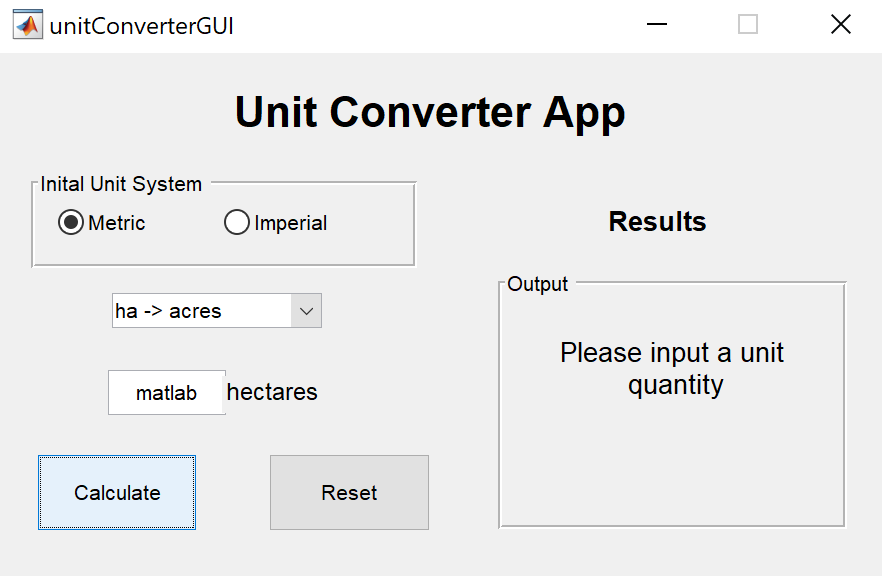 unitConverterGUI
Unit Converter App
Inital Unit System
Metric
Imperial
ha -> acres
matlab
hectares
Calculate
Reset
Results
Output
Please input a unit
quantity